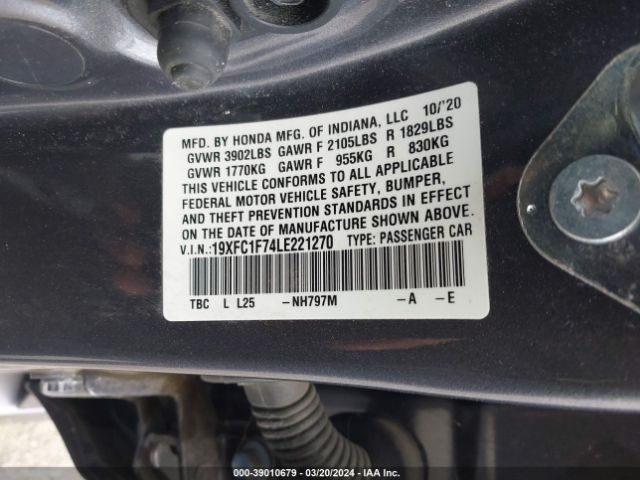 MFD. BY HONDA MFG. OF INDIANA, LLC 10/'20
GVWR 3902LBS GAWR F 2105LBS R 1829LBS
GVWR 1770KG GAWR F 955KG R 830KG
THIS VEHICLE CONFORMS TO ALL APPLICABLE
FEDERAL MOTOR VEHICLE SAFETY, BUMPER,
AND THEFT PREVENTION STANDARDS IN EFFECT
ON THE DATE OF MANUFACTURE SHOWN ABOVE.
V.I.N.:19XFC1F74LE221270 TYPE: PASSENGER CAR
TBC L L25 -NH797M -A -E
000-39010679 - 03/20/2024 - IAA Inc.